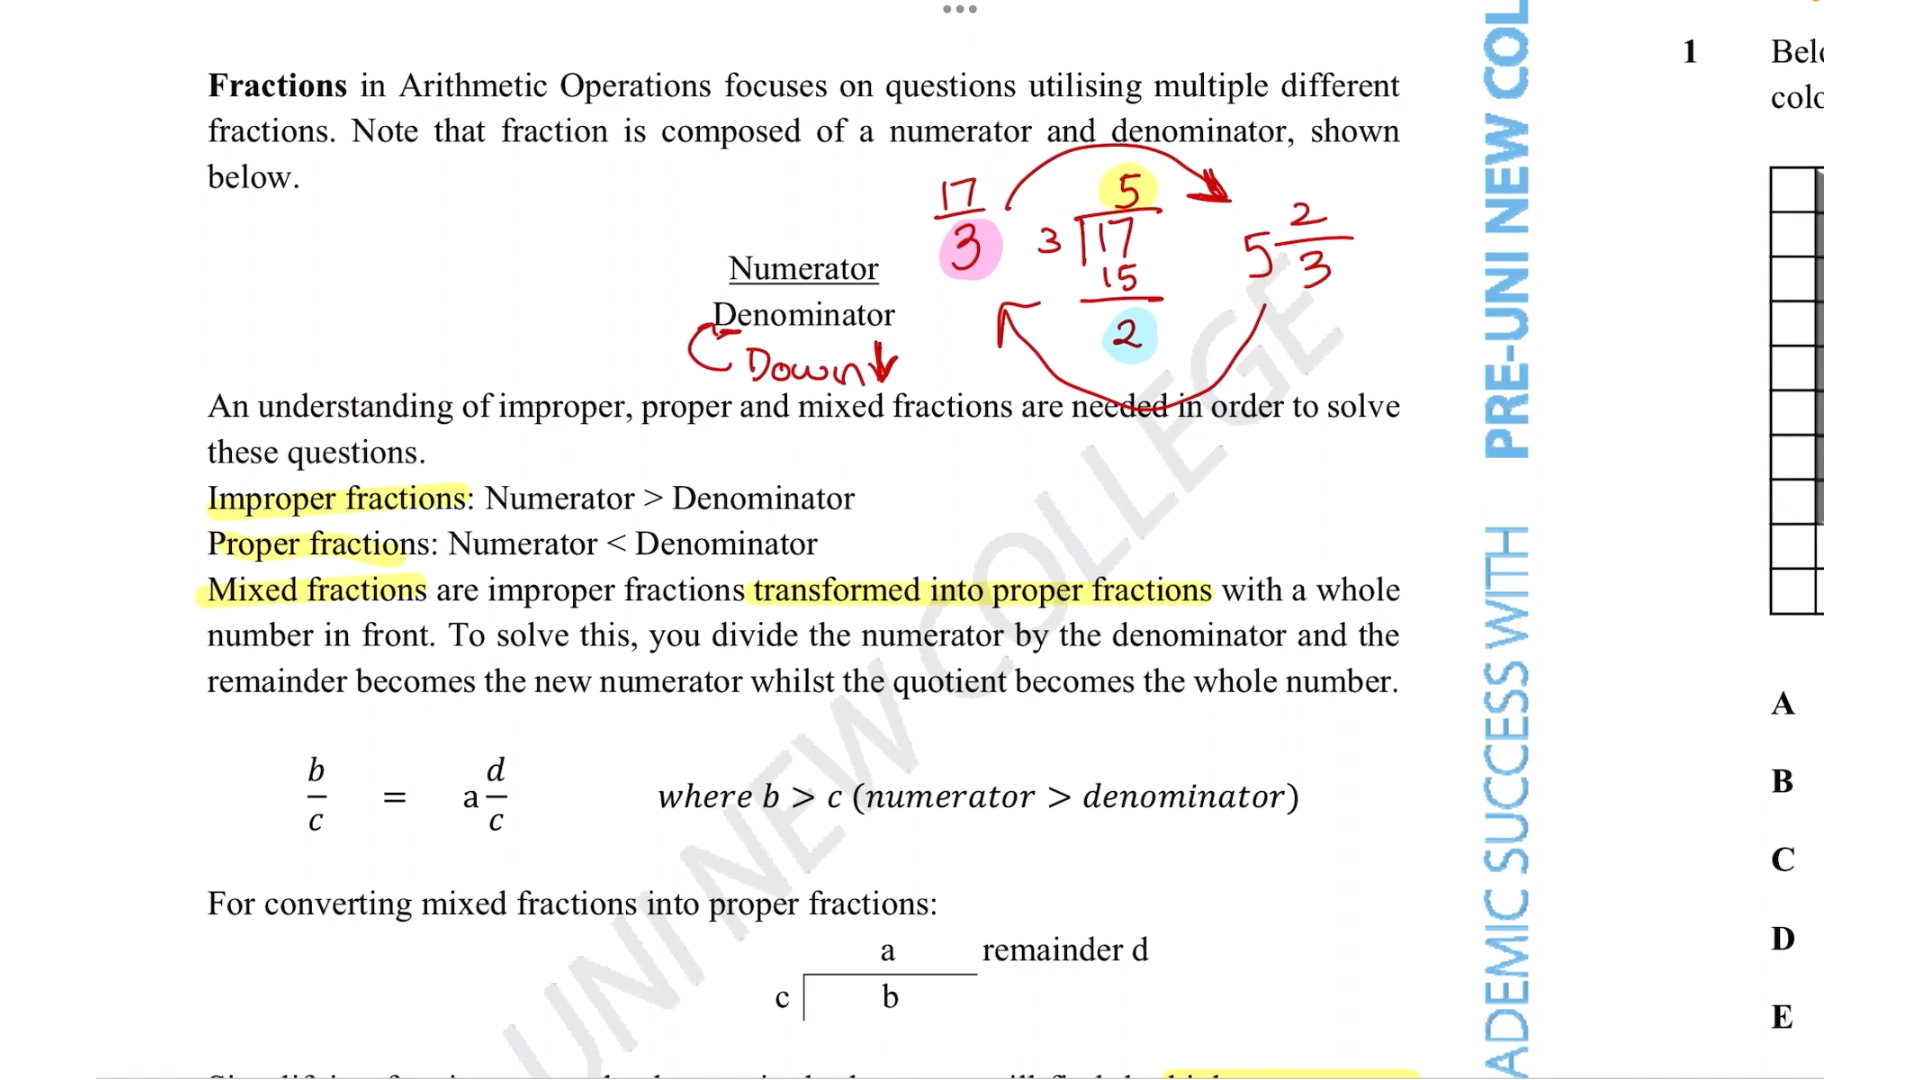 Fractions in Arithmetic Operations focuses on questions utilising multiple different
fractions. Note that fraction is composed of a numerator and denominator, shown
below.
17
3
5
3 17
15
2
5 2
3
Numerator
Denominator
Down
An understanding of improper, proper and mixed fractions are needed in order to solve
these questions.
Improper fractions: Numerator > Denominator
Proper fractions: Numerator < Denominator
Mixed fractions are improper fractions transformed into proper fractions with a whole
number in front. To solve this, you divide the numerator by the denominator and the
remainder becomes the new numerator whilst the quotient becomes the whole number.
b
c
=
a d
c
where b > c (numerator > denominator)
For converting mixed fractions into proper fractions:
a remainder d
c b
UNI NEW COLLEGE
ADEMIC SUCCESS WITH PRE-UNI NEW COL
1
A
B
C
D
E